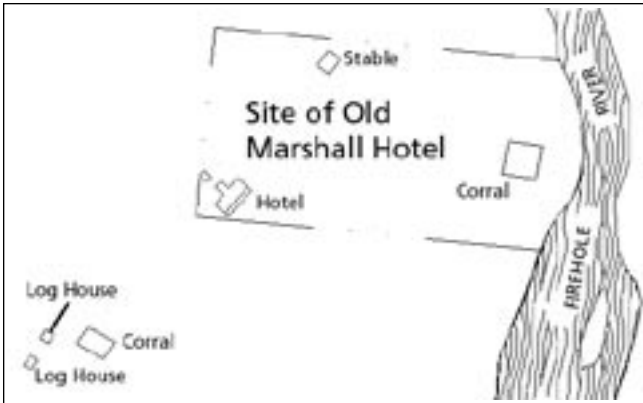 Stable
RIVER
Site of Old
Marshall Hotel
Corral
Hotel
FIREHOLE
Log House
Corral
Log House